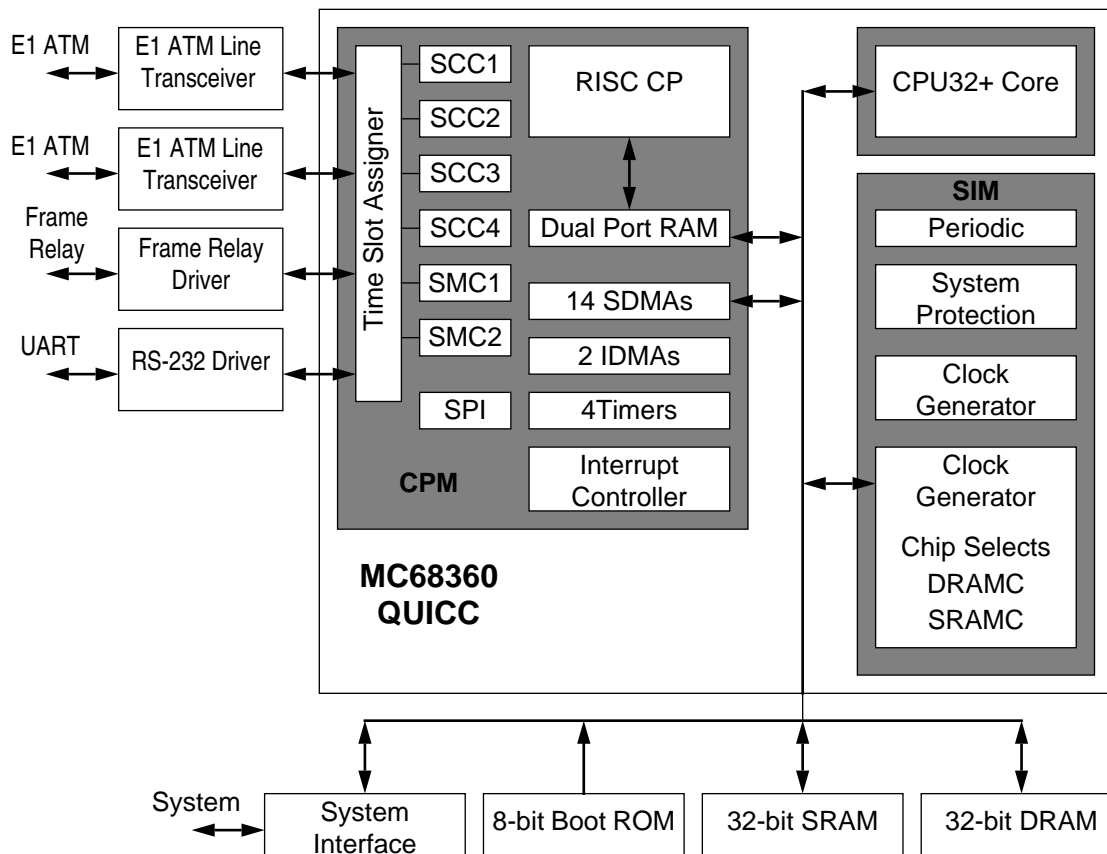 E1 ATM
E1 ATM Line
Transceiver
E1 ATM
E1 ATM Line
Transceiver
Frame
Relay
Frame Relay
Driver
UART
RS-232 Driver
Time Slot Assigner
SCC1
SCC2
SCC3
SCC4
SMC1
SMC2
SPI
CPM
RISC CP
Dual Port RAM
14 SDMAs
2 IDMAs
4Timers
Interrupt
Controller
MC68360
QUICC
CPU32+ Core
SIM
Periodic
System
Protection
Clock
Generator
Clock
Generator
Chip Selects
DRAMC
SRAMC
System
System
Interface
8-bit Boot ROM
32-bit SRAM
32-bit DRAM